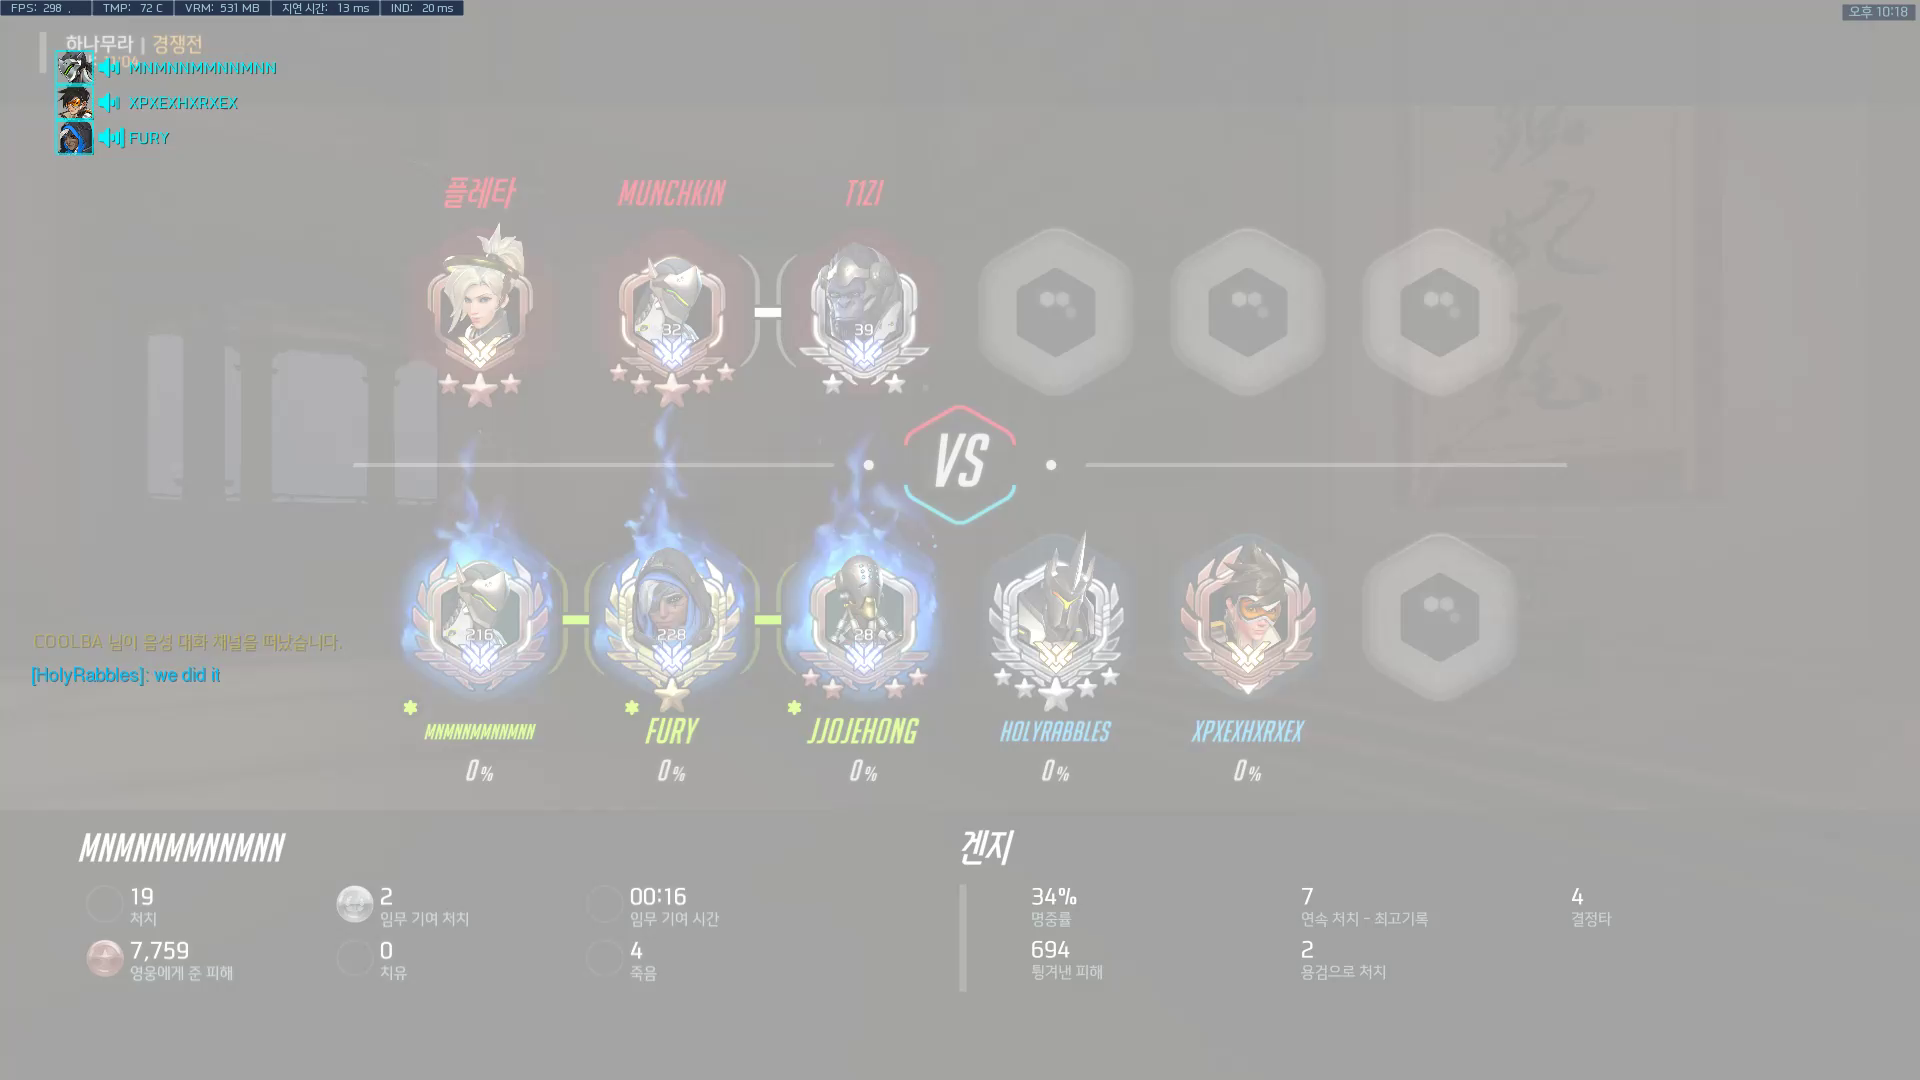 FPS: 298 TMP: 72 C VRM: 531 MB 지연 시간: 13 ms IND: 20 ms
오후 10:18
하나무라 | 경쟁전
MNMNNMMNNMNN
XPXEXHXRXEX
FURY
플레타 MUNCHKIN T1ZI
32 39
VS
COOLBA 님이 음성 대화 채널을 떠났습니다.
[HolyRabbles]: we did it
216 228 28
MNMNNMMNNMNN FURY JJOJEHONG HOLYRABBLES XPXEXHXRXEX
0% 0% 0% 0% 0%
MNMNNMMNNMNN
19 처치
2 임무 기여 처치
00:16 임무 기여 시간
7,759 영웅에게 준 피해
0 치유
4 죽음
겐지
34% 명중률
7 연속 처치 - 최고기록
4 결정타
694 튕겨낸 피해
2 용검으로 처치